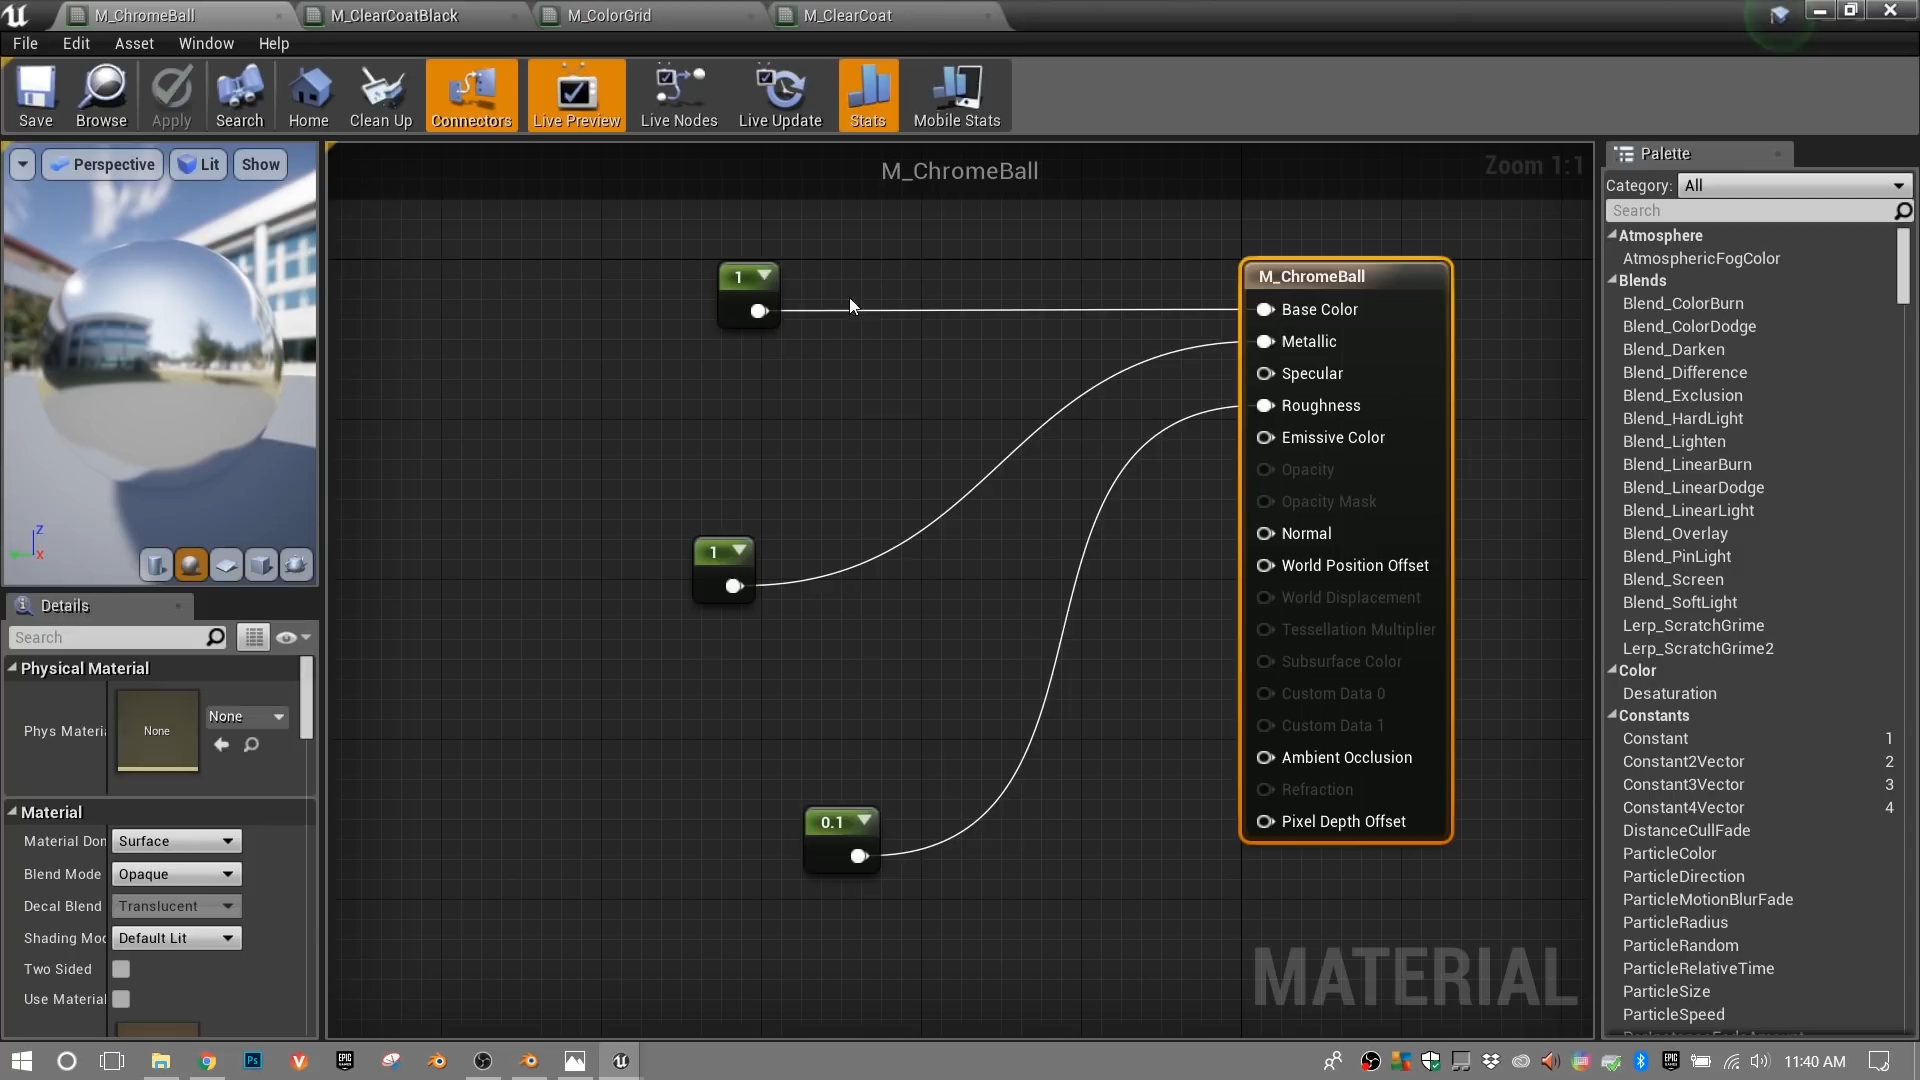 M_ChromeBall
M_ClearCoatBlack
M_ColorGrid
M_ClearCoat
File
Edit
Asset
Window
Help
Save
Browse
Apply
Search
Home
Clean Up
Connectors
Live Preview
Live Nodes
Live Update
Stats
Mobile Stats
Perspective
Lit
Show
Z
X
Details
Search
Physical Material
Phys Materi
None
None
Material
Material Don
Surface
Blend Mode
Opaque
Decal Blend
Translucent
Shading Mo
Default Lit
Two Sided
Use Material
M_ChromeBall
Zoom 1:1
1
1
0.1
M_ChromeBall
Base Color
Metallic
Specular
Roughness
Emissive Color
Opacity
Opacity Mask
Normal
World Position Offset
World Displacement
Tessellation Multiplier
Subsurface Color
Custom Data 0
Custom Data 1
Ambient Occlusion
Refraction
Pixel Depth Offset
MATERIAL
Palette
Category:
All
Search
Atmosphere
AtmosphericFogColor
Blends
Blend_ColorBurn
Blend_ColorDodge
Blend_Darken
Blend_Difference
Blend_Exclusion
Blend_HardLight
Blend_Lighten
Blend_LinearBurn
Blend_LinearDodge
Blend_LinearLight
Blend_Overlay
Blend_PinLight
Blend_Screen
Blend_SoftLight
Lerp_ScratchGrime
Lerp_ScratchGrime2
Color
Desaturation
Constants
Constant 1
Constant2Vector 2
Constant3Vector 3
Constant4Vector 4
DistanceCullFade
ParticleColor
ParticleDirection
ParticleMotionBlurFade
ParticleRadius
ParticleRandom
ParticleRelativeTime
ParticleSize
ParticleSpeed
Ps
EPIC
EPIC
11:40 AM